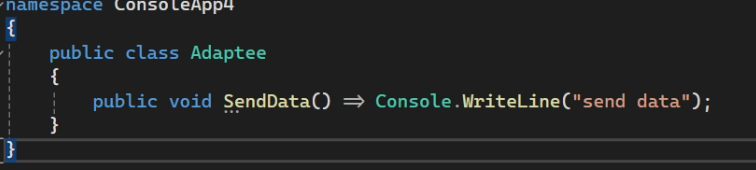 namespace ConsoleApp4
{
public class Adaptee
{
public void SendData() => Console.WriteLine("send data");
}
}